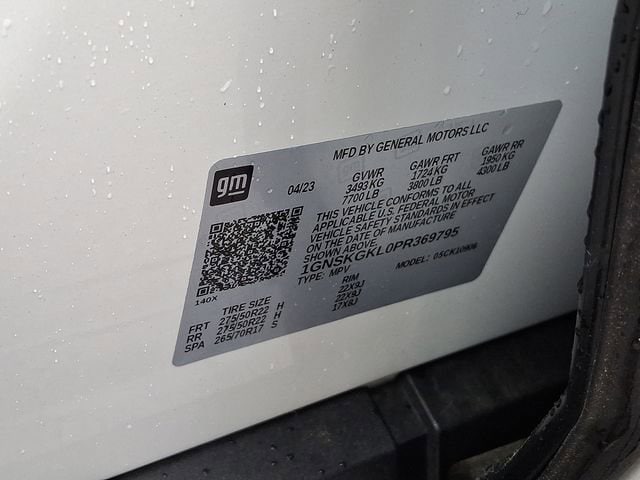 MFD BY GENERAL MOTORS LLC
gm
04/23
GVWR GAWR FRT GAWR RR
3493 KG 1724 KG 1950 KG
7700 LB 3800 LB 4300 LB
THIS VEHICLE CONFORMS TO ALL
APPLICABLE U.S. FEDERAL MOTOR
VEHICLE SAFETY STANDARDS IN EFFECT
ON THE DATE OF MANUFACTURE
SHOWN ABOVE.
1GNSKGKL0PR369795
TYPE: MPV MODEL: 05CK10906
140X
TIRE SIZE RIM
FRT 275/50R22 H 22X9J
RR 275/50R22 H 22X9J
SPA 265/70R17 S 17X8J